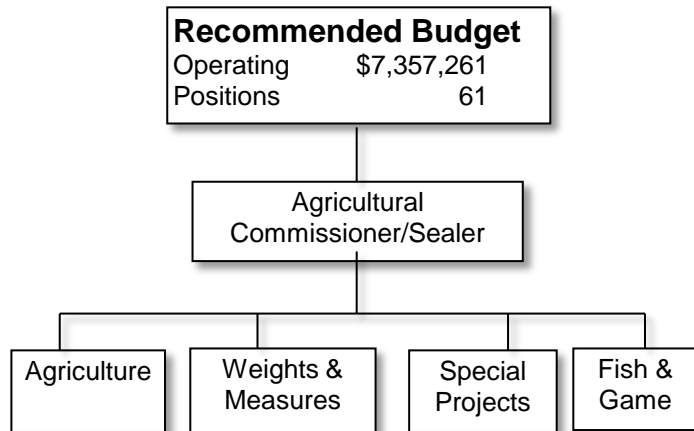 Recommended Budget
Operating $7,357,261
Positions 61
Agricultural
Commissioner/Sealer
Agriculture
Weights &
Measures
Special
Projects
Fish &
Game